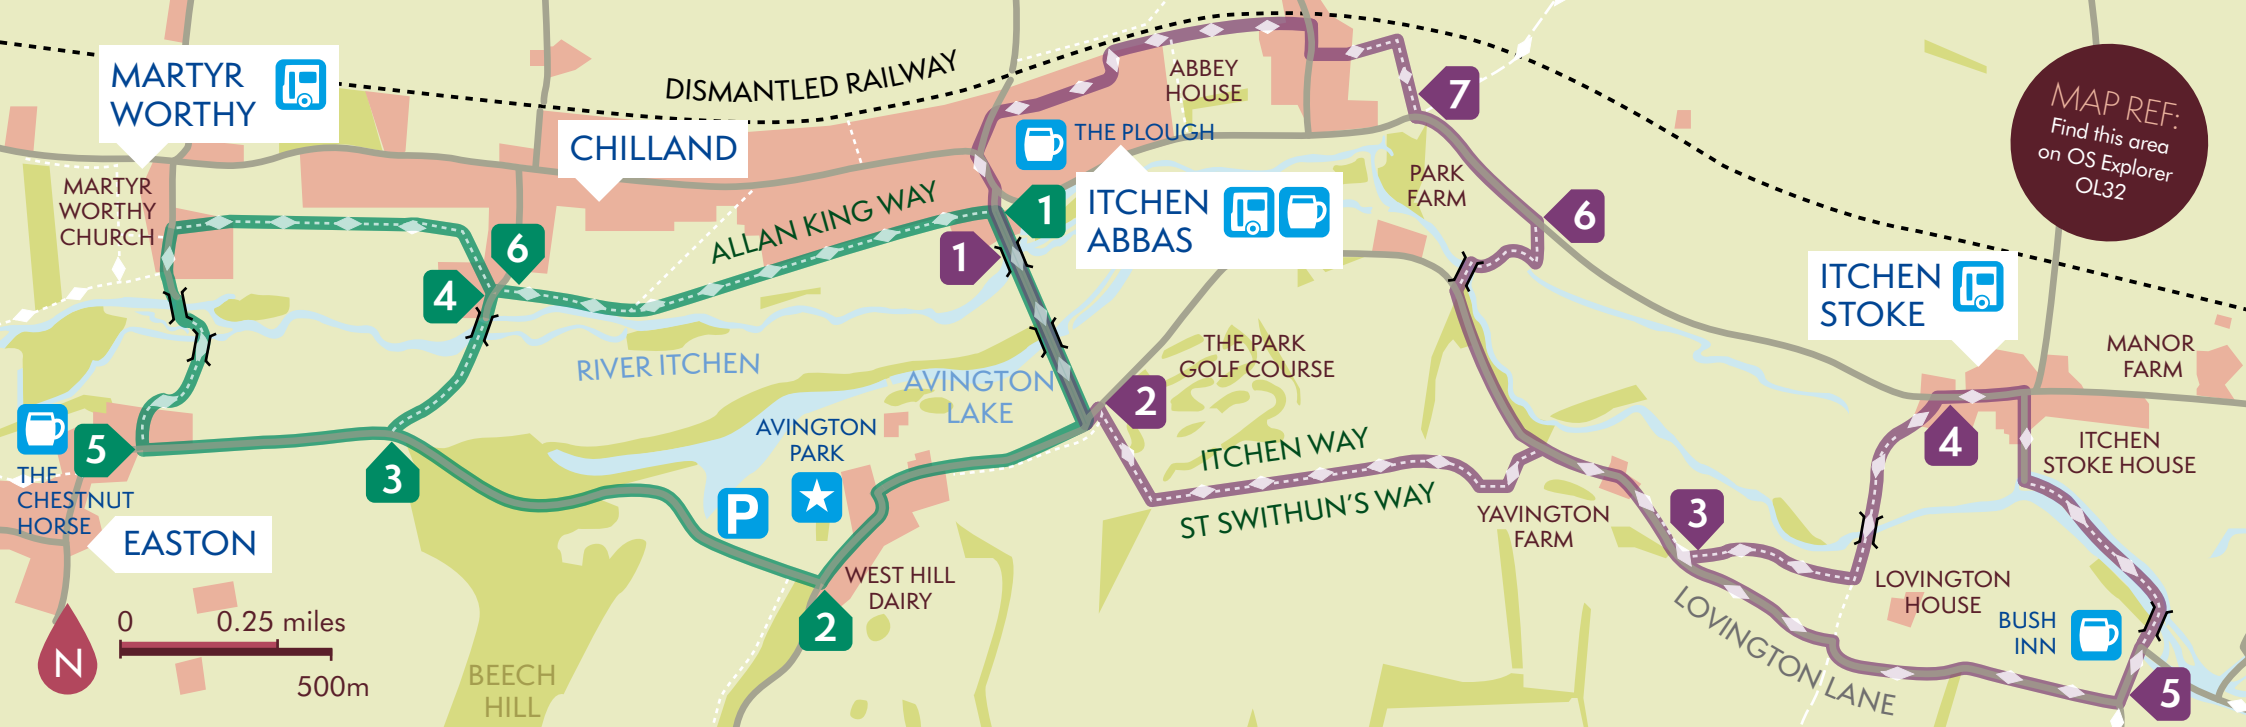 MARTYR
WORTHY
DISMANTLED RAILWAY
CHILLAND
ABBEY
HOUSE
THE PLOUGH
7
MAP REF:
Find this area
on OS Explorer
OL32
MARTYR
WORTHY
CHURCH
ALLAN KING WAY
1
1
ITCHEN
ABBAS
PARK
FARM
6
6
4
ITCHEN
STOKE
RIVER ITCHEN
AVINGTON
LAKE
THE PARK
GOLF COURSE
MANOR
FARM
2
5
3
THE
CHESTNUT
HORSE
AVINGTON
PARK
P
ITCHEN WAY
ST SWITHUN'S WAY
YAVINGTON
FARM
3
4
ITCHEN
STOKE HOUSE
EASTON
WEST HILL
DAIRY
2
LOVINGTON
HOUSE
LOVINGTON LANE
BUSH
INN
5
0 0.25 miles
500m
N
BEECH
HILL